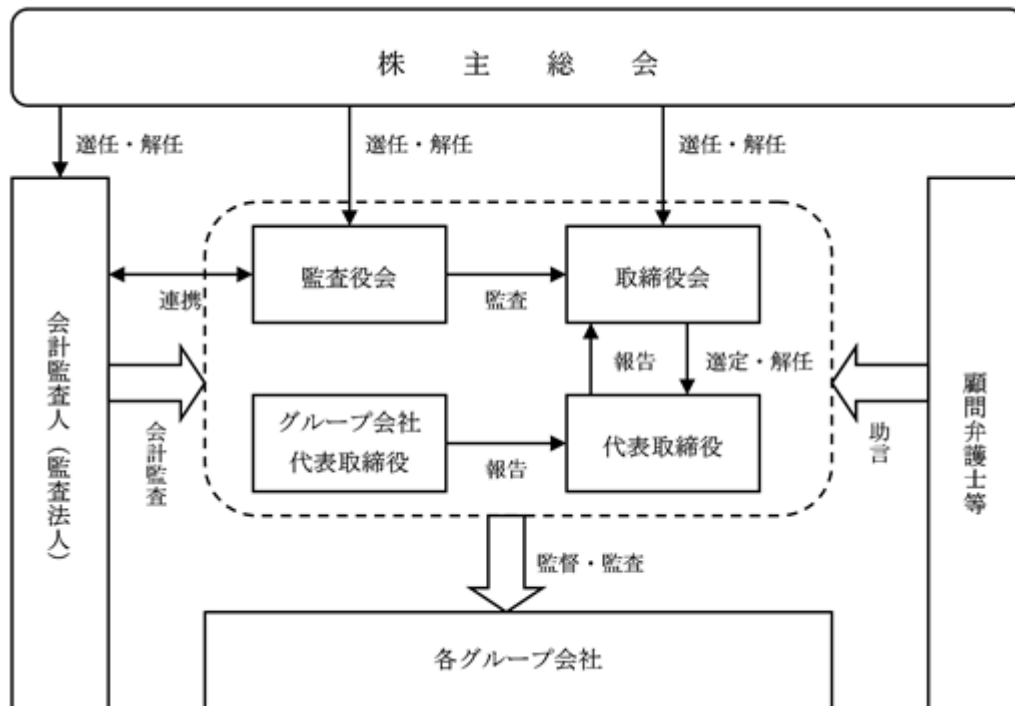 株主総会
選任・解任
選任・解任
選任・解任
監査役会
取締役会
連携
監査
会計監査人（監査法人）
報告
選定・解任
顧問弁護士等
グループ会社
代表取締役
代表取締役
会計監査
報告
助言
監督・監査
各グループ会社